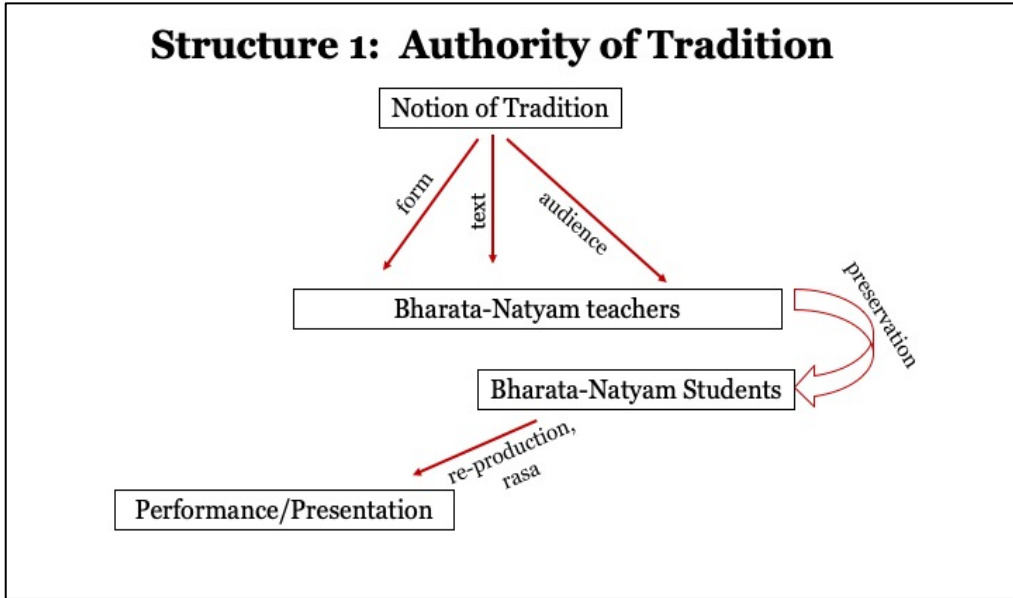 Structure 1: Authority of Tradition
Notion of Tradition
form
text
audience
Bharata-Natyam teachers
preservation
Bharata-Natyam Students
re-production,
rasa
Performance/Presentation